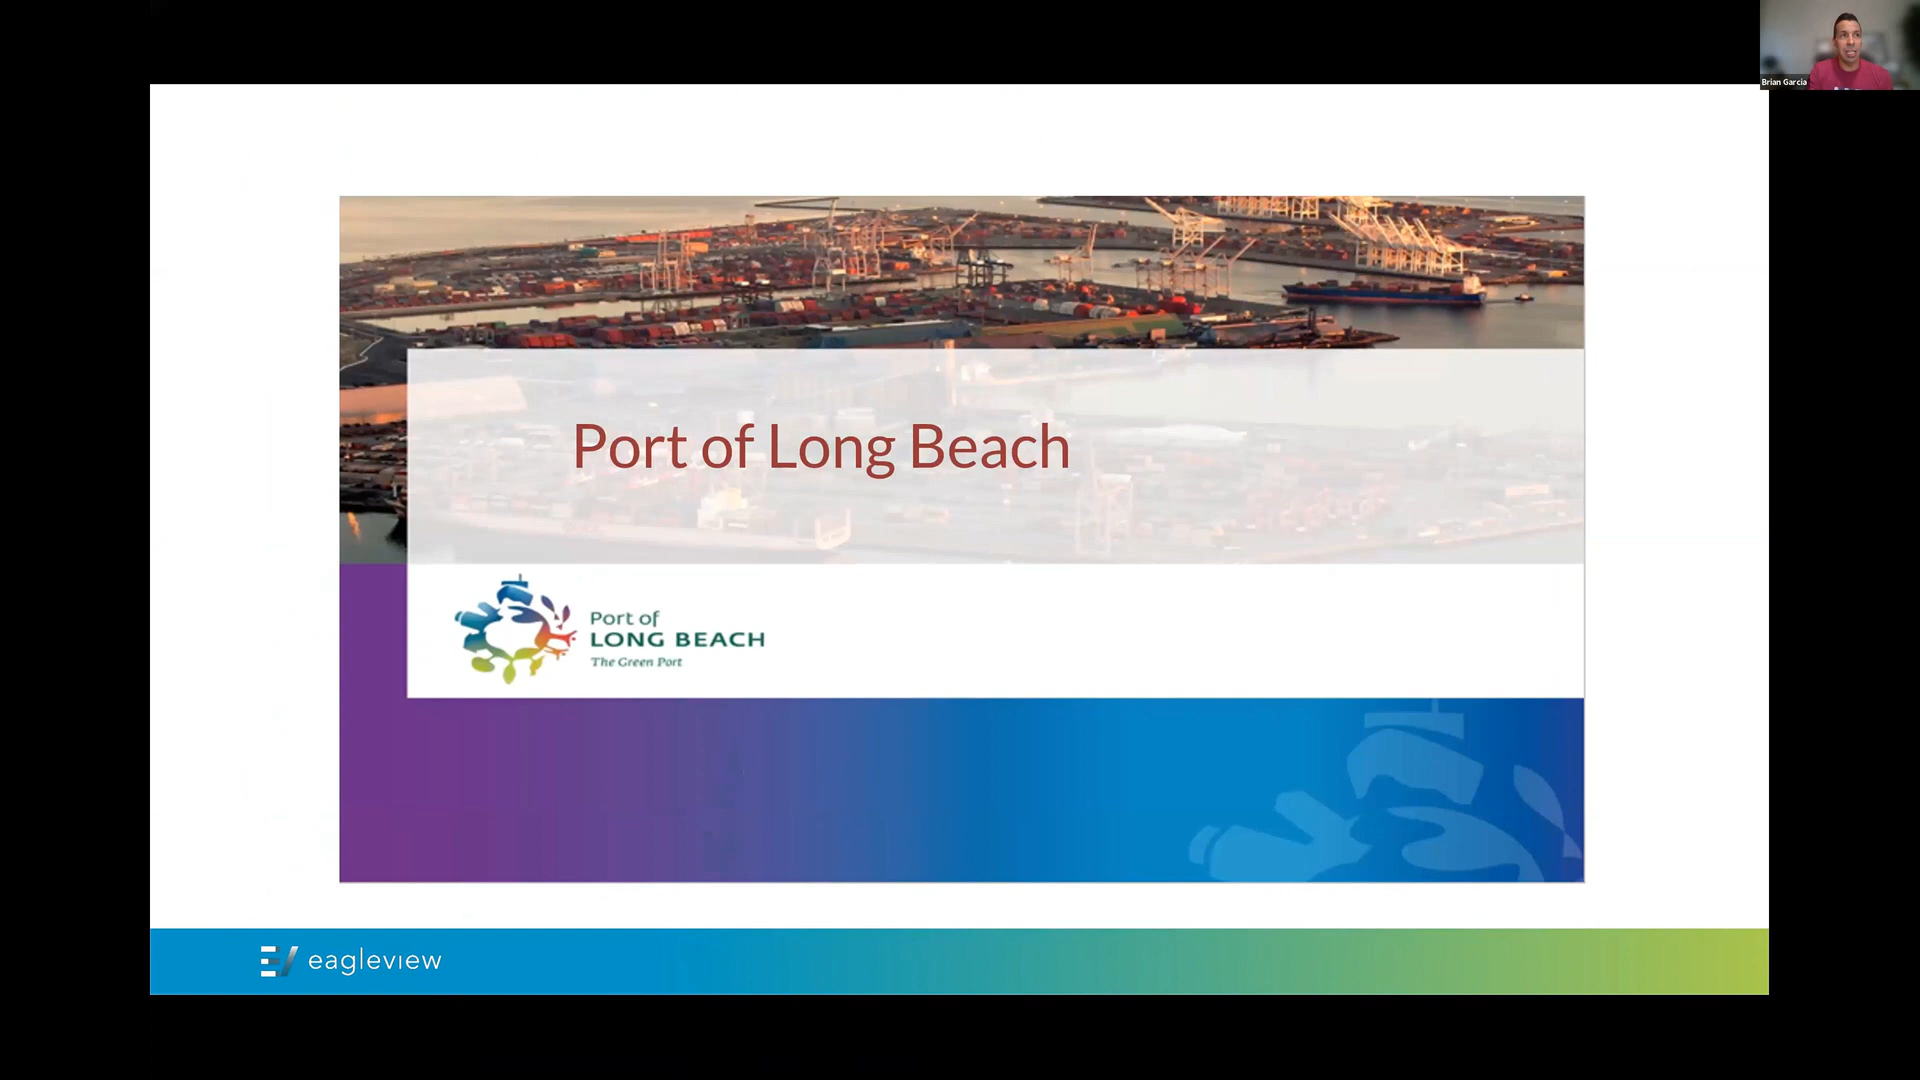 Brian Garcia
Port of Long Beach
Port of
LONG BEACH
The Green Port
eagleview